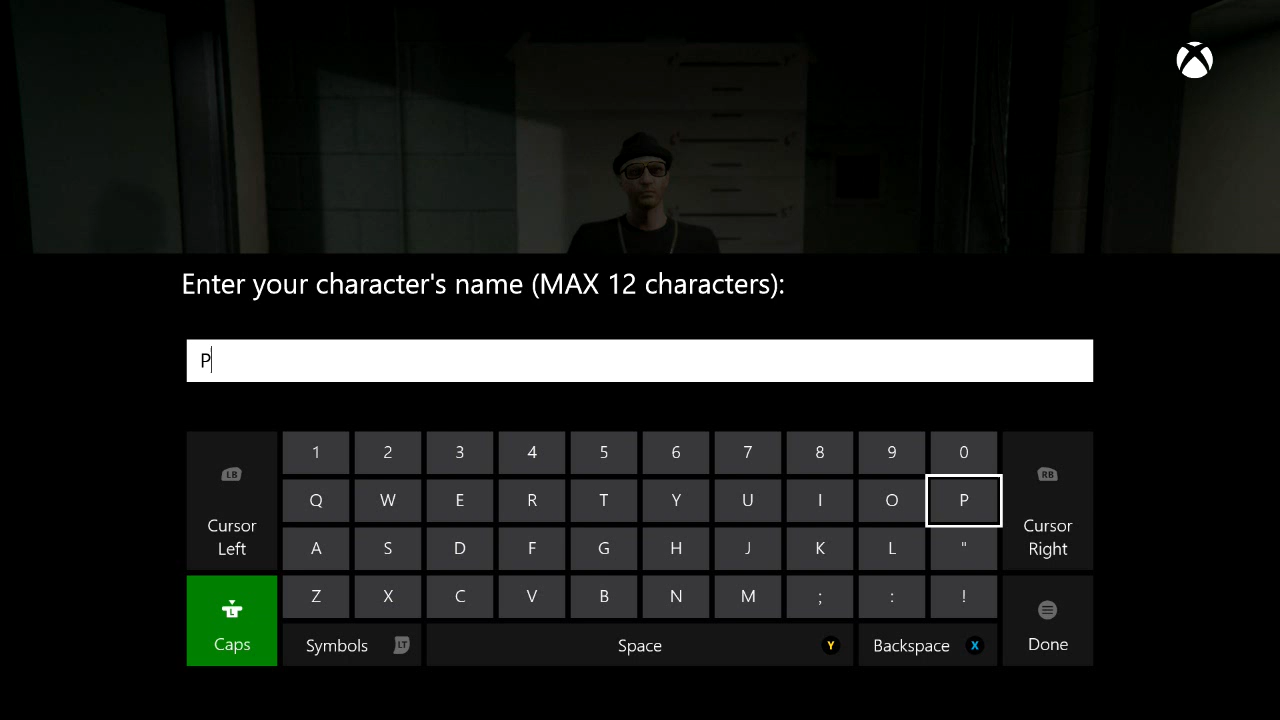 Enter your character's name (MAX 12 characters):
P
1 2 3 4 5 6 7 8 9 0
LB
RB
Q W E R T Y U I O P
Cursor Left
Cursor Right
A S D F G H J K L "
Z X C V B N M ; : !
L
Caps
Symbols LT Space Y Backspace X Done